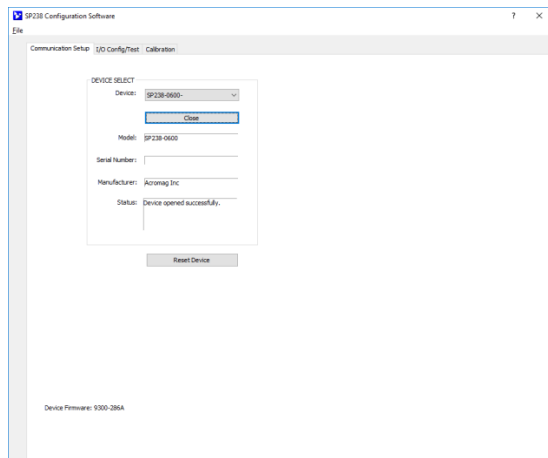 SP238 Configuration Software
File
Communication Setup I/O Config/Test Calibration
DEVICE SELECT
Device: SP238-0600-
Close
Model: SP238-0600
Serial Number:
Manufacturer: Acromag Inc
Status: Device opened successfully.
Reset Device
Device Firmware: 9300-286A